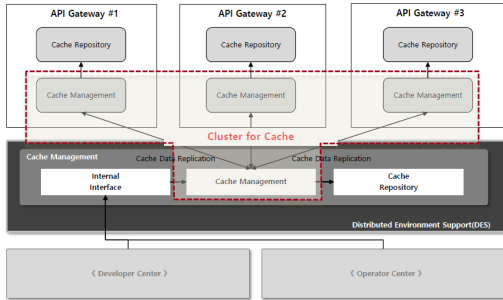 API Gateway #1
API Gateway #2
API Gateway #3
Cache Repository
Cache Repository
Cache Repository
Cache Management
Cache Management
Cache Management
Cluster for Cache
Cache Management
Cache Data Replication
Cache Data Replication
Internal
Interface
Cache Management
Cache
Repository
Distributed Environment Support(DES)
《 Developer Center 》
《 Operator Center 》